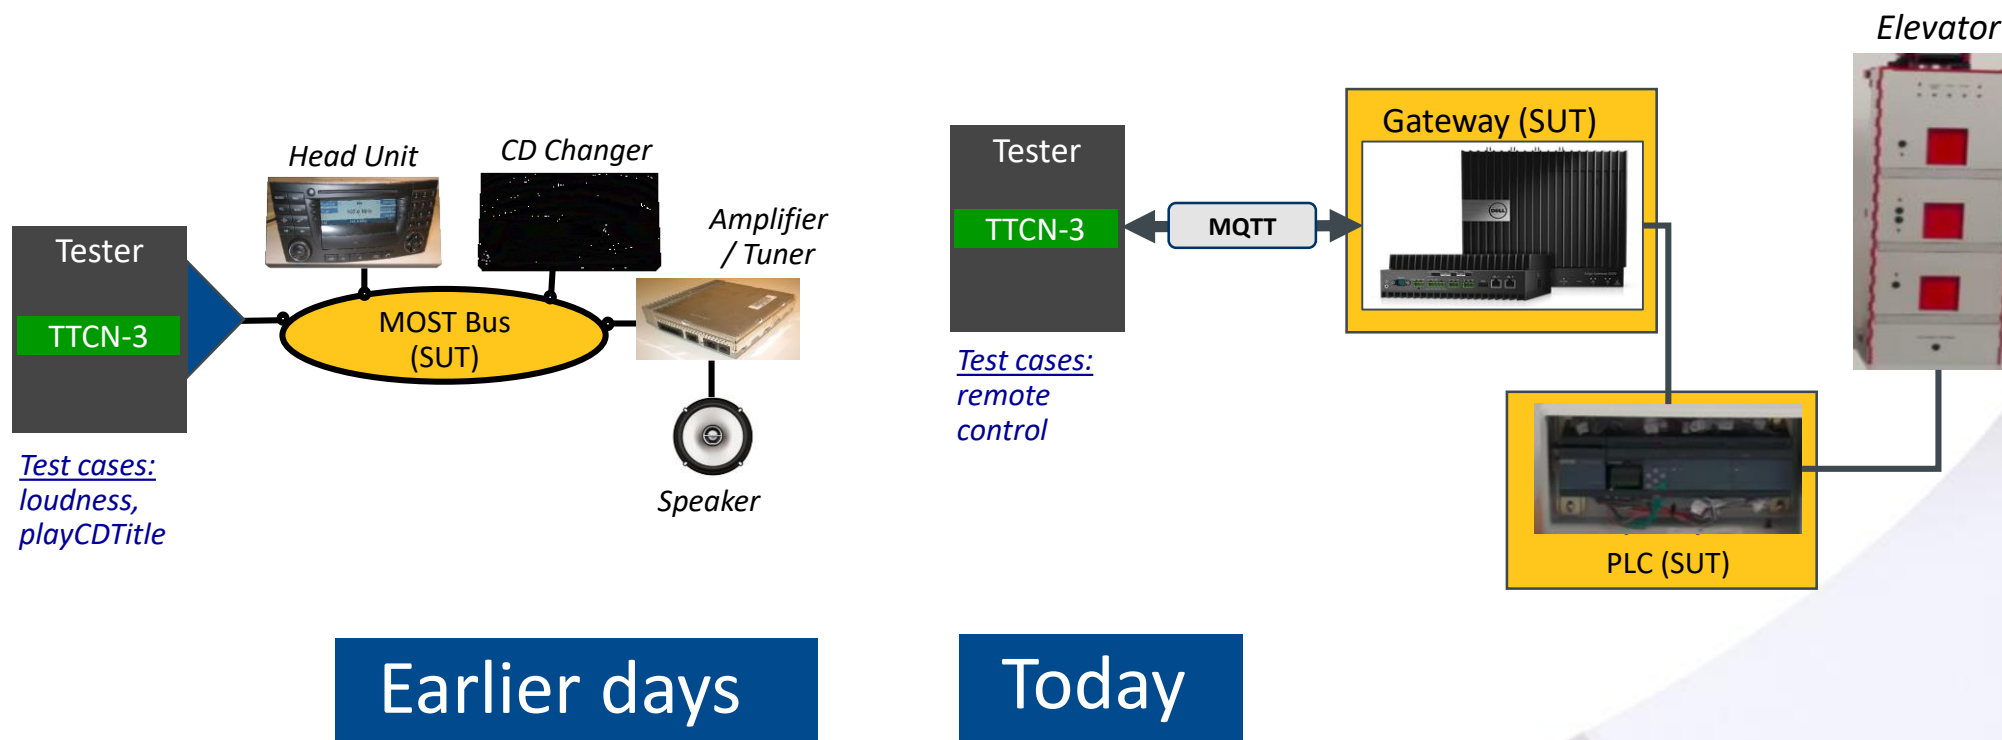 Head Unit
CD Changer
Amplifier
/ Tuner
Tester
TTCN-3
MOST Bus
(SUT)
Speaker
Test cases:
loudness,
playCDTitle
Earlier days
Elevator
Gateway (SUT)
Tester
TTCN-3
MQTT
DELL
Test cases:
remote
control
PLC (SUT)
Today